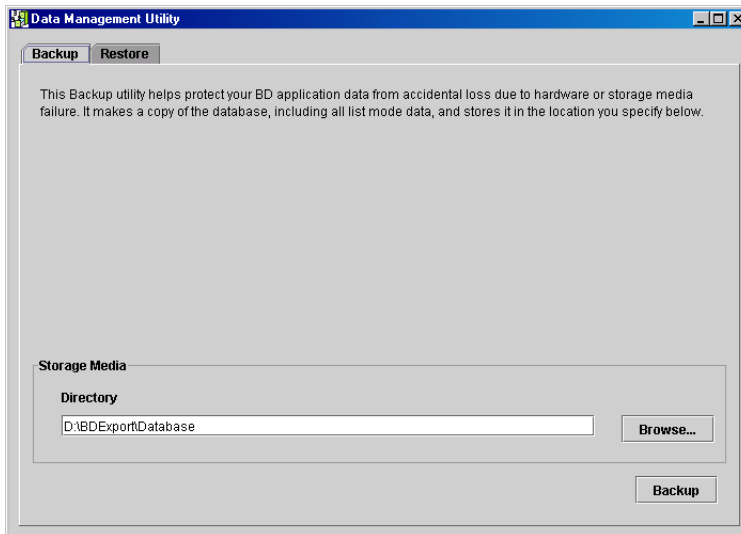 Data Management Utility
Backup Restore
This Backup utility helps protect your BD application data from accidental loss due to hardware or storage media
failure. It makes a copy of the database, including all list mode data, and stores it in the location you specify below.
Storage Media
Directory
D:\BDExport\Database
Browse...
Backup